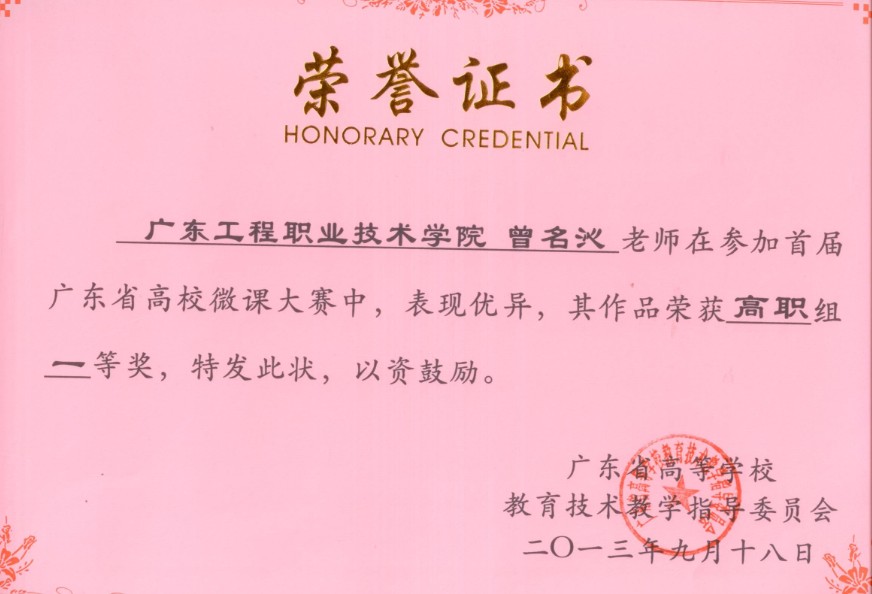 荣誉证书
HONORARY CREDENTIAL
广东工程职业技术学院 曾名沁 老师在参加首届
广东省高校微课大赛中，表现优异，其作品荣获高职组
一等奖，特发此状，以资鼓励。
广东省高等学校
教育技术教学指导委员会
二〇一三年九月十八日